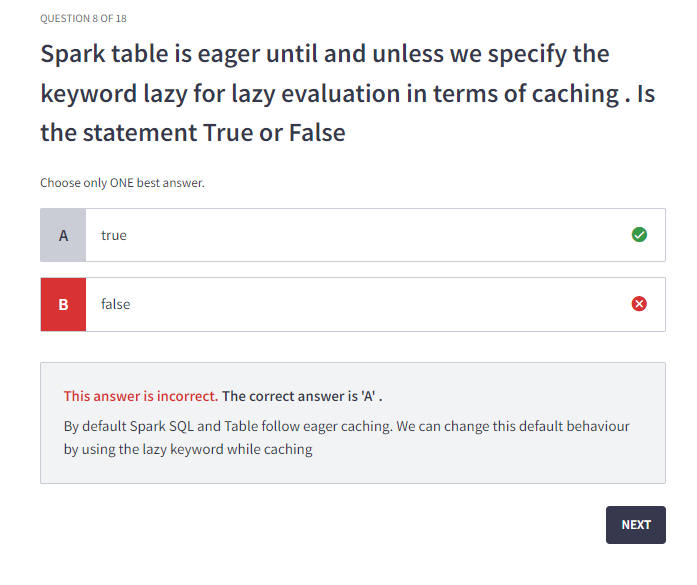 QUESTION 8 OF 18
Spark table is eager until and unless we specify the
keyword lazy for lazy evaluation in terms of caching . Is
the statement True or False
Choose only ONE best answer.
A true
B false
This answer is incorrect. The correct answer is 'A' .
By default Spark SQL and Table follow eager caching. We can change this default behaviour
by using the lazy keyword while caching
NEXT